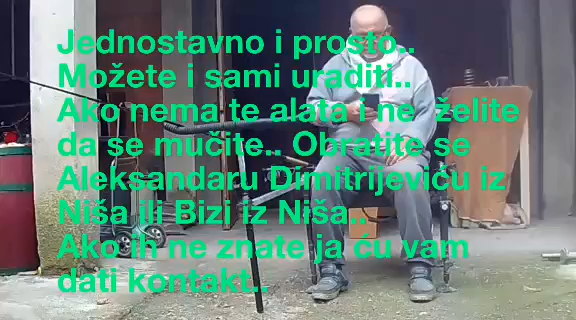 Jednostavno i prosto..
Možete i sami uraditi..
Ako nema te alata i ne želite
da se mučite.. Obratite se
Aleksandaru Dimitrijeviću iz
Niša ili Bizi iz Niša..
Ako ih ne znate ja ću vam
dati kontakt..